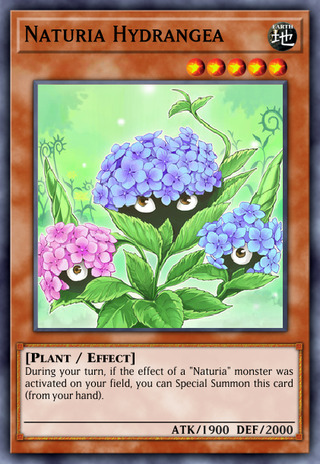 Naturia Hydrangea
EARTH
地
[Plant / Effect]
During your turn, if the effect of a "Naturia" monster was
activated on your field, you can Special Summon this card
(from your hand).
ATK/1900 DEF/2000